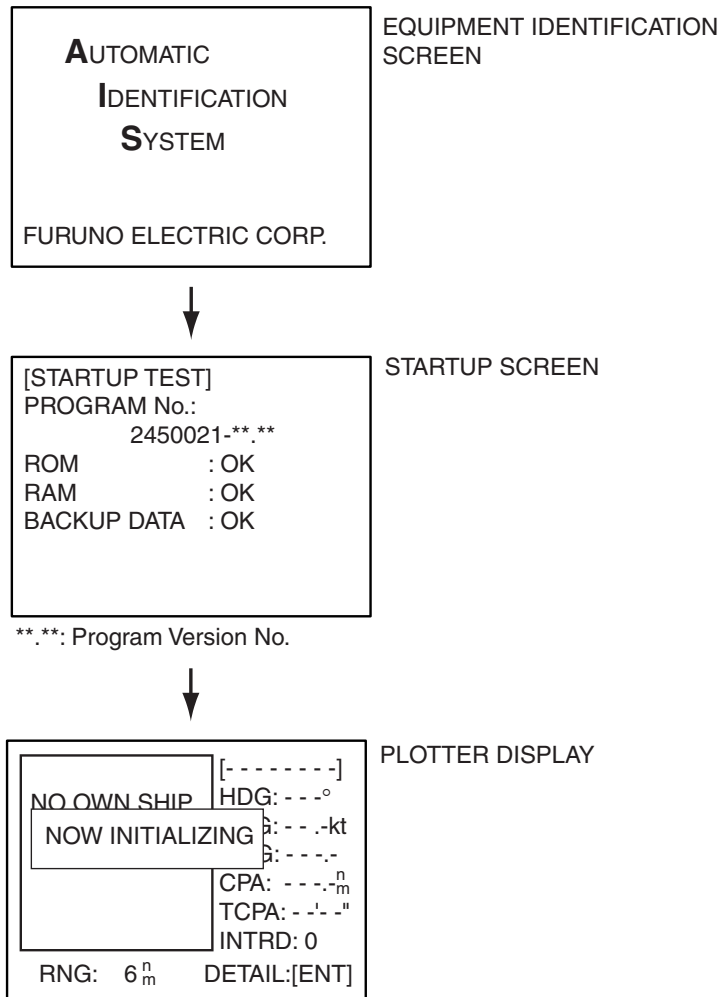 AUTOMATIC
IDENTIFICATION
SYSTEM
FURUNO ELECTRIC CORP.
EQUIPMENT IDENTIFICATION
SCREEN
[STARTUP TEST]
PROGRAM No.:
2450021-**.**
ROM : OK
RAM : OK
BACKUP DATA : OK
STARTUP SCREEN
**.**: Program Version No.
PLOTTER DISPLAY
[- - - - - - - -]
NO OWN SHIP
HDG: - - -°
NOW INITIALIZING
G: - - .-kt
G: - - -.-
CPA: - - -.-nm
TCPA: - -'- -"
INTRD: 0
RNG: 6 nm DETAIL:[ENT]